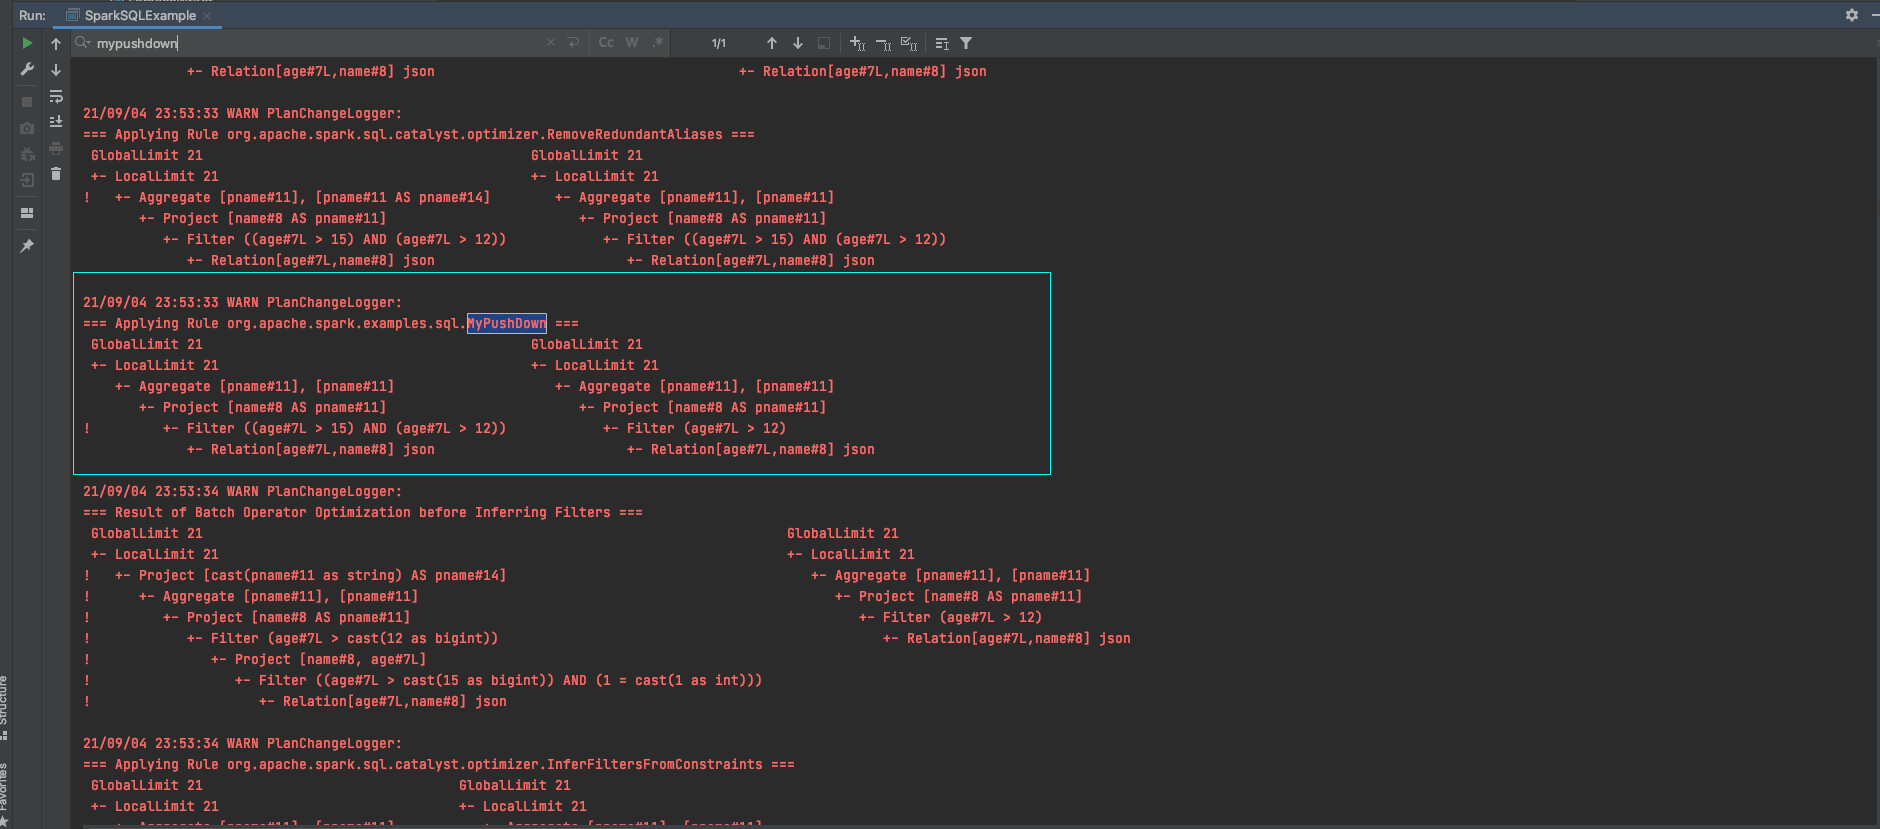 Run: SparkSQLExample ×
mypushdown × Cc W .* 1/1
+- Relation[age#7L,name#8] json +- Relation[age#7L,name#8] json
21/09/04 23:53:33 WARN PlanChangeLogger:
=== Applying Rule org.apache.spark.sql.catalyst.optimizer.RemoveRedundantAliases ===
GlobalLimit 21 GlobalLimit 21
+- LocalLimit 21 +- LocalLimit 21
! +- Aggregate [pname#11], [pname#11 AS pname#14] +- Aggregate [pname#11], [pname#11]
+- Project [name#8 AS pname#11] +- Project [name#8 AS pname#11]
+- Filter ((age#7L > 15) AND (age#7L > 12)) +- Filter ((age#7L > 15) AND (age#7L > 12))
+- Relation[age#7L,name#8] json +- Relation[age#7L,name#8] json
21/09/04 23:53:33 WARN PlanChangeLogger:
=== Applying Rule org.apache.spark.examples.sql.MyPushDown ===
GlobalLimit 21 GlobalLimit 21
+- LocalLimit 21 +- LocalLimit 21
+- Aggregate [pname#11], [pname#11] +- Aggregate [pname#11], [pname#11]
+- Project [name#8 AS pname#11] +- Project [name#8 AS pname#11]
! +- Filter ((age#7L > 15) AND (age#7L > 12)) +- Filter (age#7L > 12)
+- Relation[age#7L,name#8] json +- Relation[age#7L,name#8] json
21/09/04 23:53:34 WARN PlanChangeLogger:
=== Result of Batch Operator Optimization before Inferring Filters ===
GlobalLimit 21 GlobalLimit 21
+- LocalLimit 21 +- LocalLimit 21
! +- Project [cast(pname#11 as string) AS pname#14] +- Aggregate [pname#11], [pname#11]
! +- Aggregate [pname#11], [pname#11] +- Project [name#8 AS pname#11]
! +- Project [name#8 AS pname#11] +- Filter (age#7L > 12)
! +- Filter (age#7L > cast(12 as bigint)) +- Relation[age#7L,name#8] json
! +- Project [name#8, age#7L]
! +- Filter ((age#7L > cast(15 as bigint)) AND (1 = cast(1 as int)))
! +- Relation[age#7L,name#8] json
21/09/04 23:53:34 WARN PlanChangeLogger:
=== Applying Rule org.apache.spark.sql.catalyst.optimizer.InferFiltersFromConstraints ===
GlobalLimit 21 GlobalLimit 21
+- LocalLimit 21 +- LocalLimit 21
+- Aggregate [pname#11], [pname#11] +- Aggregate [pname#11], [pname#11]
Structure
Favorites